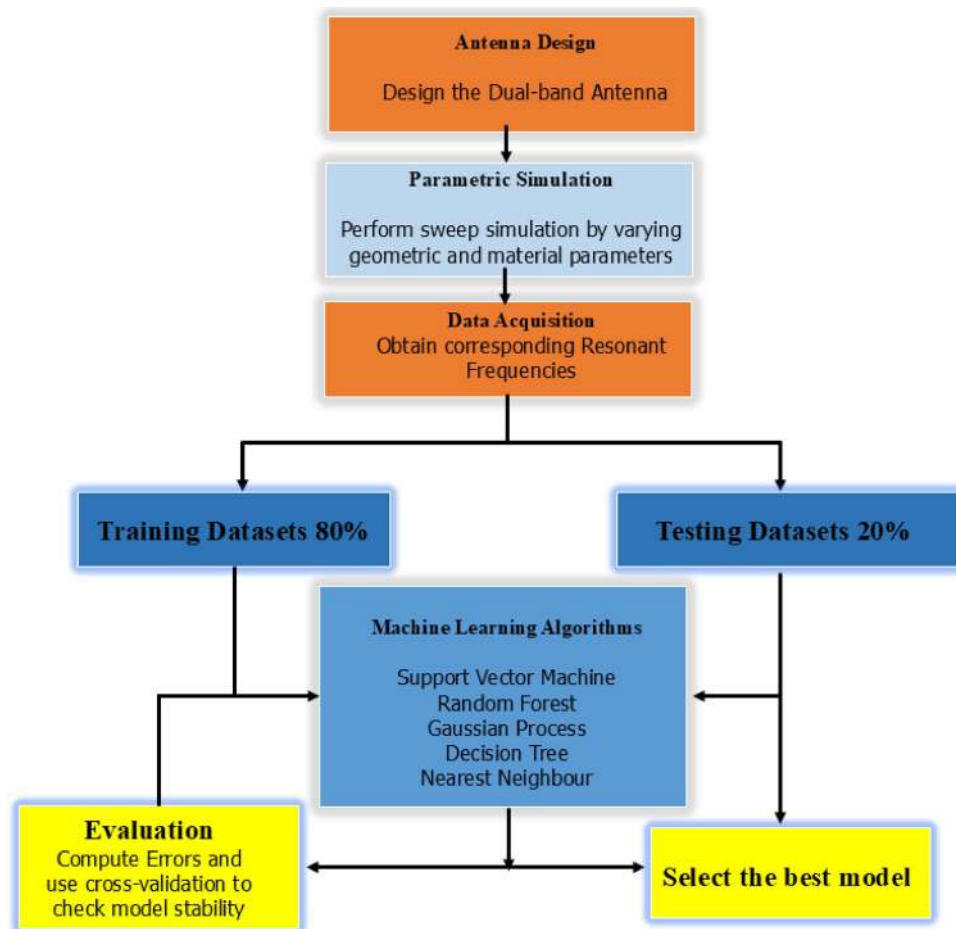 Antenna Design
Design the Dual-band Antenna
Parametric Simulation
Perform sweep simulation by varying
geometric and material parameters
Data Acquisition
Obtain corresponding Resonant
Frequencies
Training Datasets 80%
Testing Datasets 20%
Machine Learning Algorithms
Support Vector Machine
Random Forest
Gaussian Process
Decision Tree
Nearest Neighbour
Evaluation
Compute Errors and
use cross-validation to
check model stability
Select the best model